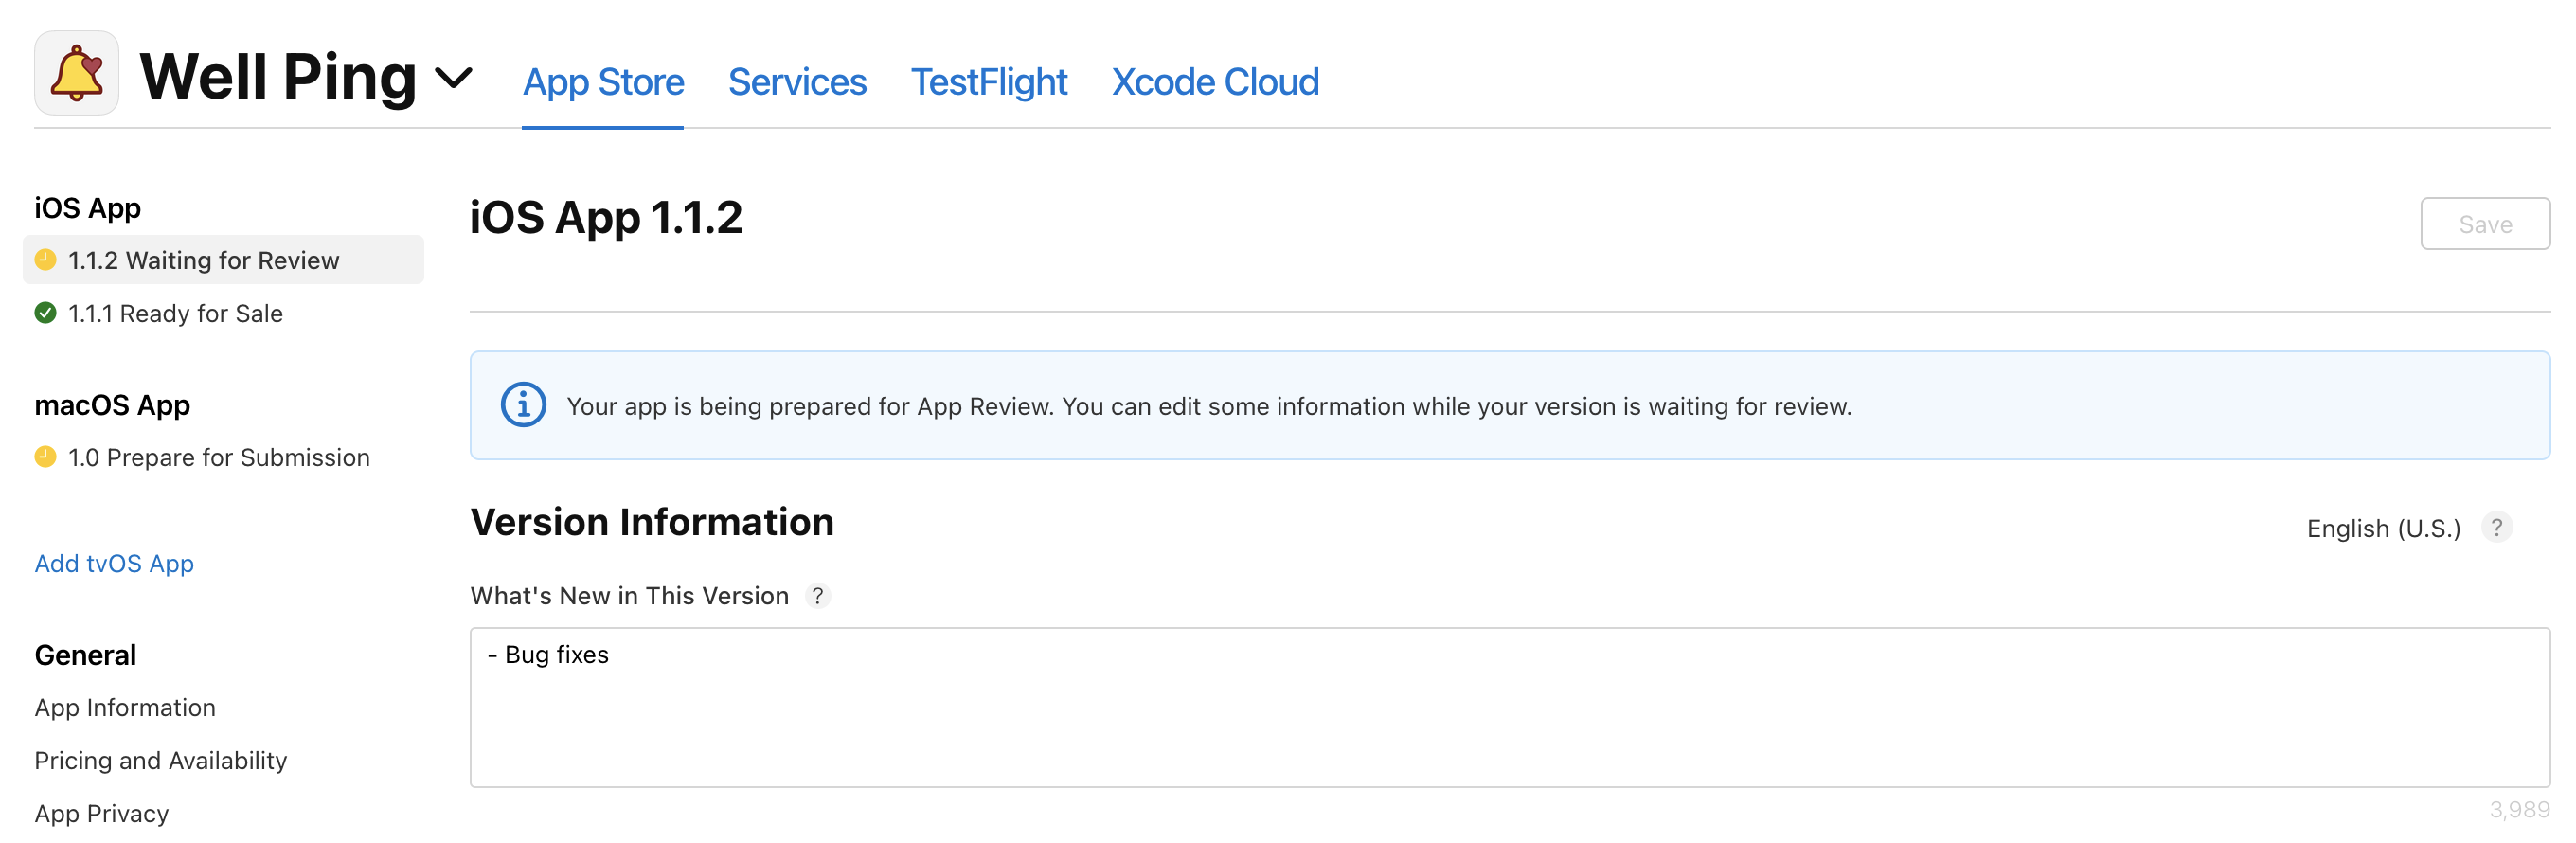 Well Ping
App Store Services TestFlight Xcode Cloud
iOS App
1.1.2 Waiting for Review
1.1.1 Ready for Sale
macOS App
1.0 Prepare for Submission
Add tvOS App
General
App Information
Pricing and Availability
App Privacy
iOS App 1.1.2
Save
Your app is being prepared for App Review. You can edit some information while your version is waiting for review.
Version Information
English (U.S.) ?
What's New in This Version ?
- Bug fixes
3,989